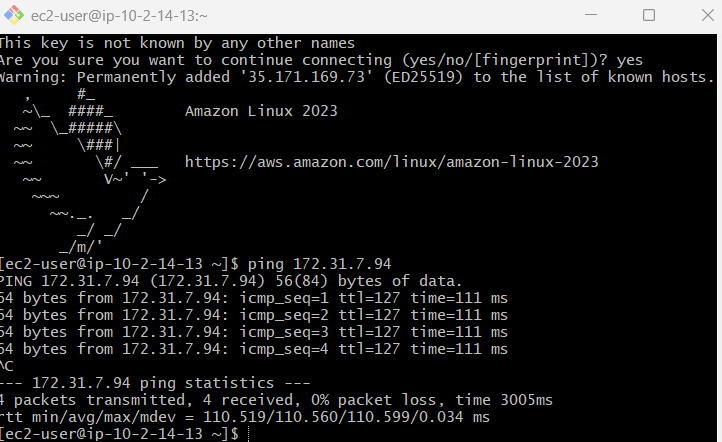 ec2-user@ip-10-2-14-13:~
This key is not known by any other names
Are you sure you want to continue connecting (yes/no/[fingerprint])? yes
Warning: Permanently added '35.171.169.73' (ED25519) to the list of known hosts.
   ,     #_
   ~\_  ####_        Amazon Linux 2023
  ~~  \_#####\
  ~~     \###|
  ~~       \#/ ___   https://aws.amazon.com/linux/amazon-linux-2023
   ~~       V~' '->
    ~~~         /
      ~~._.   _/
         _/ _/
       _/m/'
[ec2-user@ip-10-2-14-13 ~]$ ping 172.31.7.94
PING 172.31.7.94 (172.31.7.94) 56(84) bytes of data.
64 bytes from 172.31.7.94: icmp_seq=1 ttl=127 time=111 ms
64 bytes from 172.31.7.94: icmp_seq=2 ttl=127 time=111 ms
64 bytes from 172.31.7.94: icmp_seq=3 ttl=127 time=111 ms
64 bytes from 172.31.7.94: icmp_seq=4 ttl=127 time=111 ms
^C
--- 172.31.7.94 ping statistics ---
4 packets transmitted, 4 received, 0% packet loss, time 3005ms
rtt min/avg/max/mdev = 110.519/110.560/110.599/0.034 ms
[ec2-user@ip-10-2-14-13 ~]$